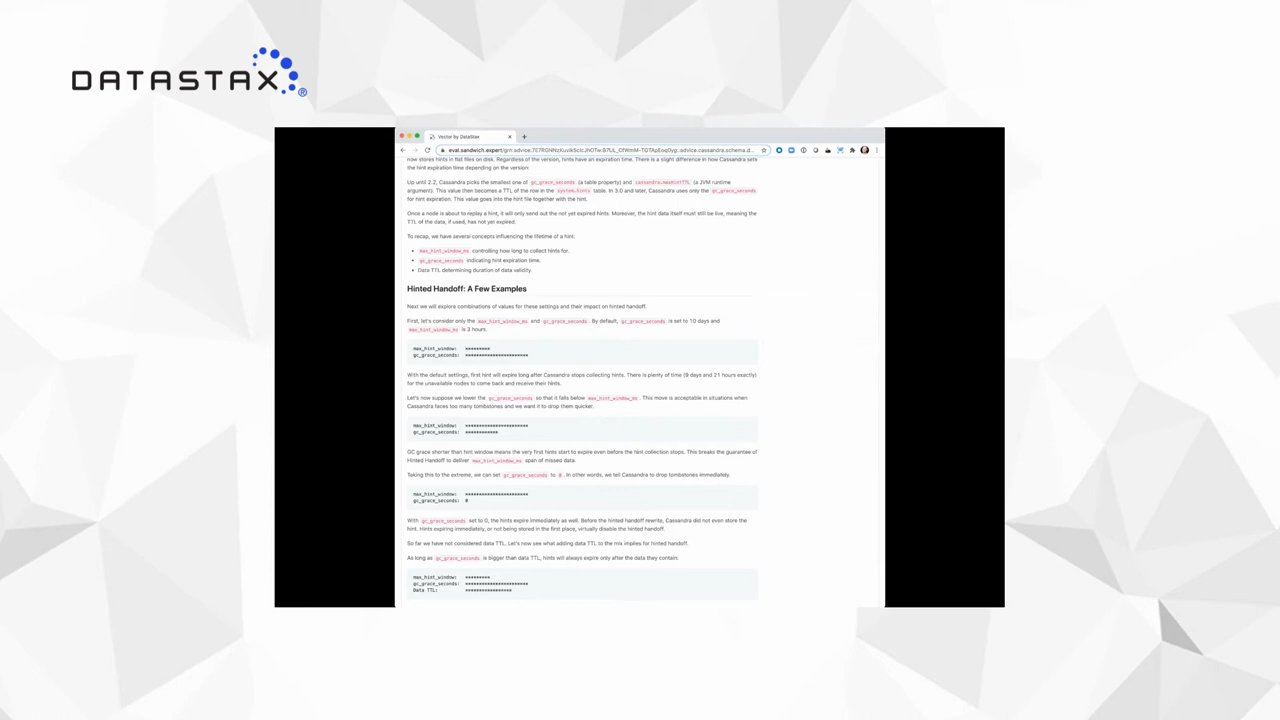 DATASTAX®
Vector by DataStax
now stores hints in flat files on disk. Regardless of the version, hints have an expiration time. There is a slight difference in how Cassandra sets
the hint expiration time depending on the version:
Up until 2.2, Cassandra picks the smallest one of gc_grace_seconds (a table property) and cassandra.maxHintTTL (a JVM runtime
argument). This value then becomes a TTL of the row in the system.hints table. In 3.0 and later, Cassandra uses only the gc_grace_seconds
for hint expiration. This value goes into the hint file together with the hint.
Once a node is about to replay a hint, it will only send out the not yet expired hints. Moreover, the hint data itself must still be live, meaning the
TTL of the data, if used, has not yet expired.
To recap, we have several concepts influencing the lifetime of a hint:
• max_hint_window_ms controlling how long to collect hints for.
• gc_grace_seconds indicating hint expiration time.
• Data TTL determining duration of data validity.
Hinted Handoff: A Few Examples
Next we will explore combinations of values for these settings and their impact on hinted handoff.
First, let's consider only the max_hint_window_ms and gc_grace_seconds. By default, gc_grace_seconds is set to 10 days and
max_hint_window_ms is 3 hours.
max_hint_window: *********
gc_grace_seconds: **********************
With the default settings, first hint will expire long after Cassandra stops collecting hints. There is plenty of time (9 days and 21 hours exactly)
for the unavailable nodes to come back and receive their hints.
Let's now suppose we lower the gc_grace_seconds so that it falls below max_hint_window_ms. This move is acceptable in situations when
Cassandra faces too many tombstones and we want it to drop them quicker.
max_hint_window: **********************
gc_grace_seconds: ************
GC grace shorter than hint window means the very first hints start to expire even before the hint collection stops. This breaks the guarantee of
Hinted Handoff to deliver max_hint_window_ms span of missed data.
Taking this to the extreme, we can set gc_grace_seconds to 0. In other words, we tell Cassandra to drop tombstones immediately.
max_hint_window: **********************
gc_grace_seconds: 0
With gc_grace_seconds set to 0, the hints expire immediately as well. Before the hinted handoff rewrite, Cassandra did not even store the
hint. Hints expiring immediately, or not being stored in the first place, virtually disable the hinted handoff.
So far we have not considered data TTL. Let's now see what adding data TTL to the mix implies for hinted handoff.
As long as gc_grace_seconds is bigger than data TTL, hints will always expire only after the data they contain:
max_hint_window: *********
gc_grace_seconds: **********************
Data TTL: ****************